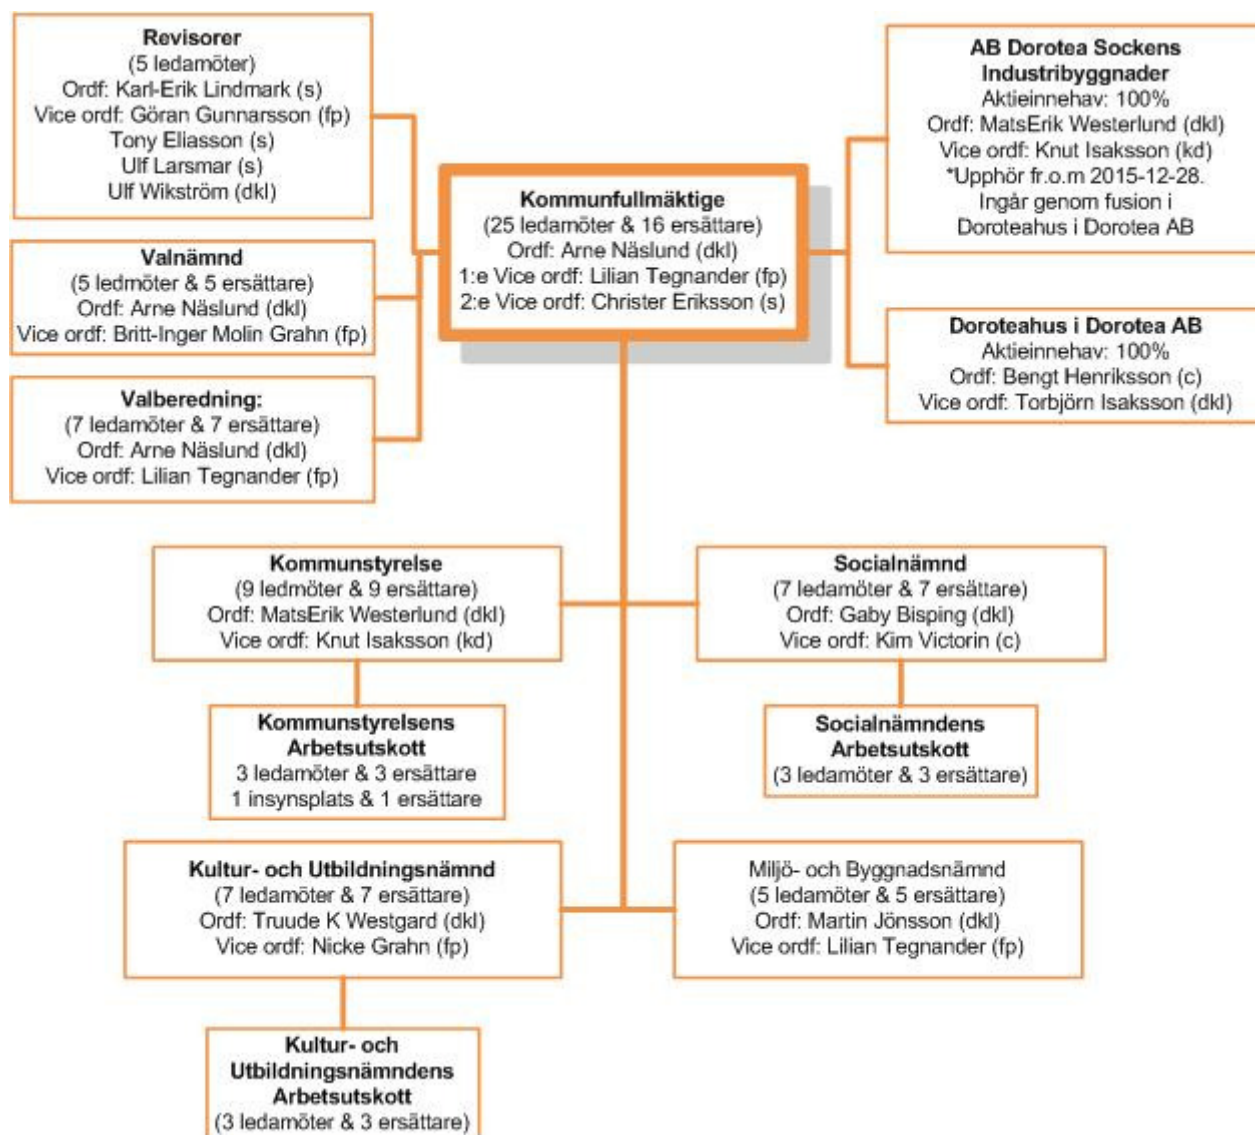 Revisorer
(5 ledamöter)
Ordf: Karl-Erik Lindmark (s)
Vice ordf: Göran Gunnarsson (fp)
Tony Eliasson (s)
Ulf Larsmar (s)
Ulf Wikström (dkl)
Valnämnd
(5 ledmöter & 5 ersättare)
Ordf: Arne Näslund (dkl)
Vice ordf: Britt-Inger Molin Grahn (fp)
Valberedning:
(7 ledamöter & 7 ersättare)
Ordf: Arne Näslund (dkl)
Vice ordf: Lilian Tegnander (fp)
Kommunfullmäktige
(25 ledamöter & 16 ersättare)
Ordf: Arne Näslund (dkl)
1:e Vice ordf: Lilian Tegnander (fp)
2:e Vice ordf: Christer Eriksson (s)
AB Dorotea Sockens
Industribyggnader
Aktieinnehav: 100%
Ordf: MatsErik Westerlund (dkl)
Vice ordf: Knut Isaksson (kd)
*Upphör fr.o.m 2015-12-28.
Ingår genom fusion i
Doroteahus i Dorotea AB
Doroteahus i Dorotea AB
Aktieinnehav: 100%
Ordf: Bengt Henriksson (c)
Vice ordf: Torbjörn Isaksson (dkl)
Kommunstyrelse
(9 ledmöter & 9 ersättare)
Ordf: MatsErik Westerlund (dkl)
Vice ordf: Knut Isaksson (kd)
Kommunstyrelsens
Arbetsutskott
3 ledamöter & 3 ersättare
1 insynsplats & 1 ersättare
Socialnämnd
(7 ledamöter & 7 ersättare)
Ordf: Gaby Bisping (dkl)
Vice ordf: Kim Victorin (c)
Socialnämndens
Arbetsutskott
(3 ledamöter & 3 ersättare)
Kultur- och Utbildningsnämnd
(7 ledamöter & 7 ersättare)
Ordf: Truude K Westgard (dkl)
Vice ordf: Nicke Grahn (fp)
Kultur- och
Utbildningsnämndens
Arbetsutskott
(3 ledamöter & 3 ersättare)
Miljö- och Byggnadsnämnd
(5 ledamöter & 5 ersättare)
Ordf: Martin Jönsson (dkl)
Vice ordf: Lilian Tegnander (fp)